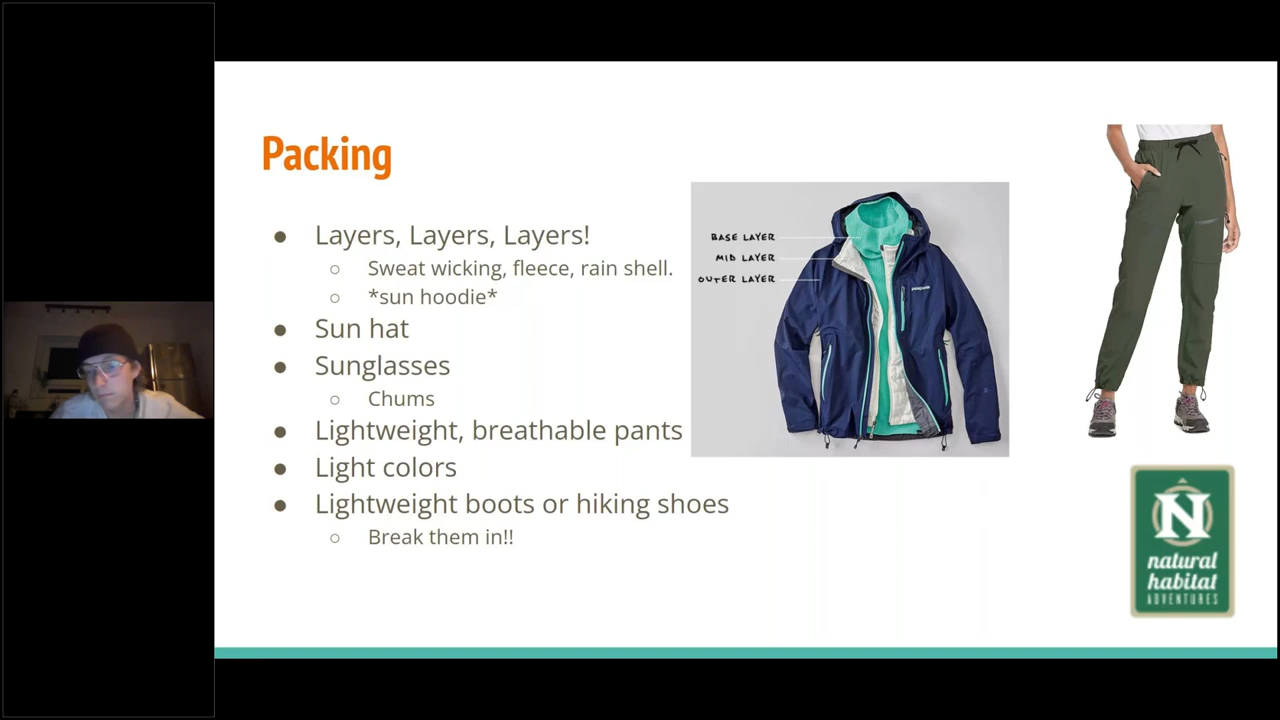 Packing
● Layers, Layers, Layers!
○ Sweat wicking, fleece, rain shell.
○ *sun hoodie*
● Sun hat
● Sunglasses
○ Chums
● Lightweight, breathable pants
● Light colors
● Lightweight boots or hiking shoes
○ Break them in!!
BASE LAYER
MID LAYER
OUTER LAYER
patagonia
N
natural
habitat
ADVENTURES